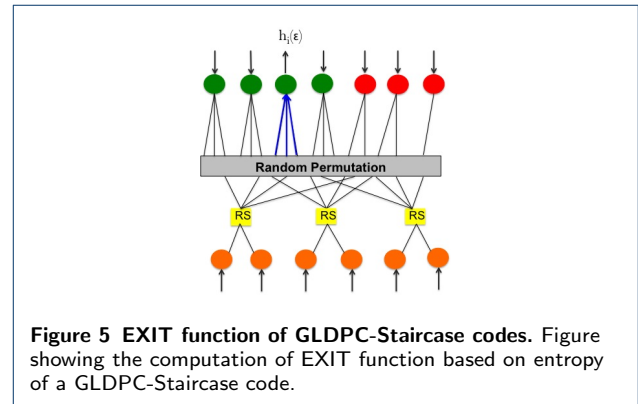 h_i(ε)
Random Permutation
RS RS RS
Figure 5 EXIT function of GLDPC-Staircase codes. Figure
showing the computation of EXIT function based on entropy
of a GLDPC-Staircase code.